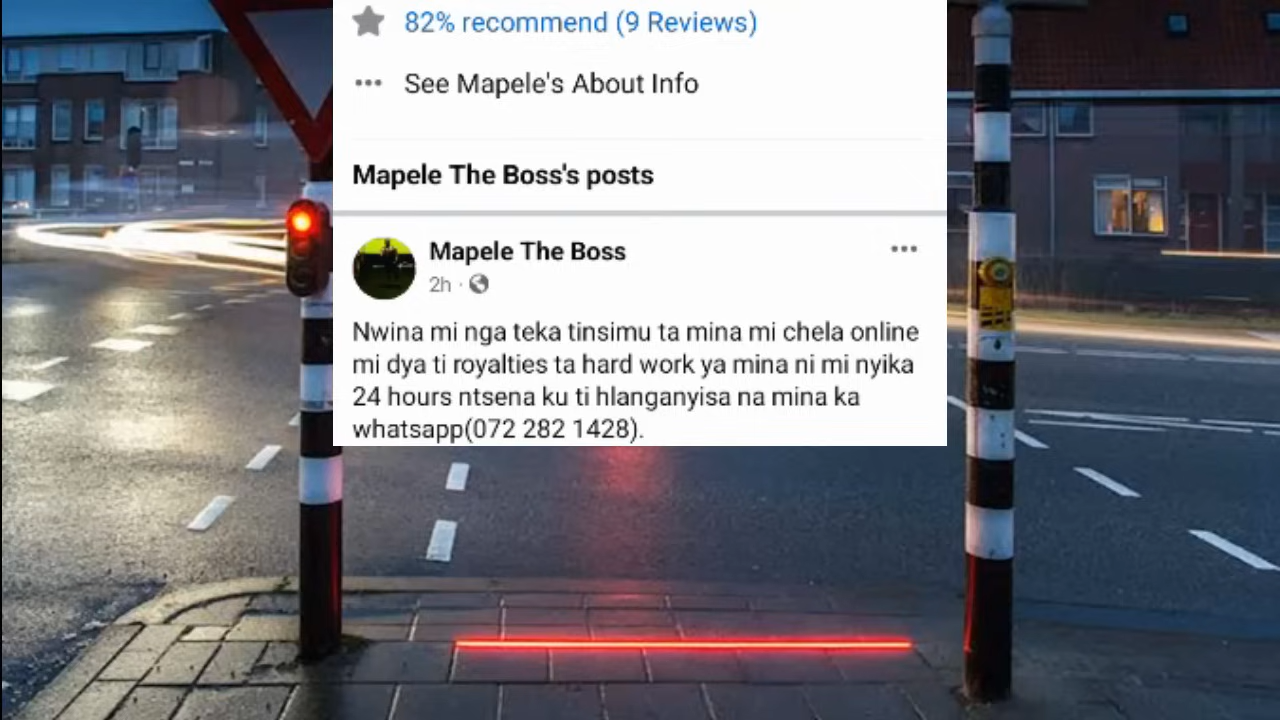 82% recommend (9 Reviews)
See Mapele's About Info
Mapele The Boss's posts
Mapele The Boss
2h ·
Nwina mi nga teka tinsimu ta mina mi chela online
mi dya ti royalties ta hard work ya mina ni mi nyika
24 hours ntsena ku ti hlanganyisa na mina ka
whatsapp(072 282 1428).